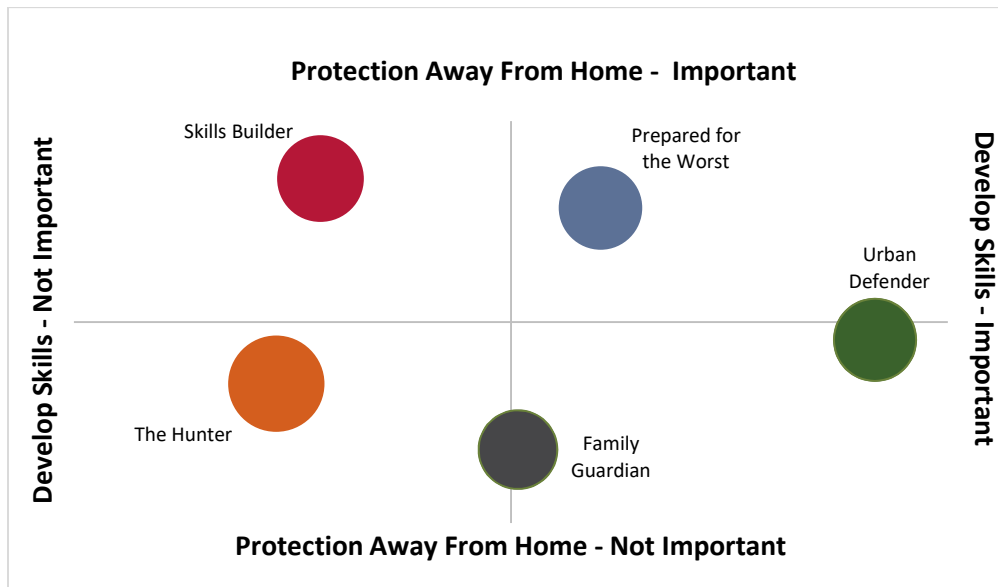 Protection Away From Home -  Important
Skills Builder
Prepared for
the Worst
Develop Skills - Not Important
Develop Skills - Important
Urban
Defender
The Hunter
Family
Guardian
Protection Away From Home - Not Important